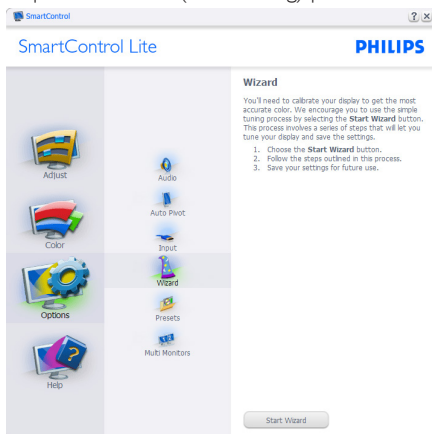 SmartControl
SmartControl Lite
PHILIPS
Adjust
Color
Options
Help
Audio
Auto Pivot
Input
Wizard
Presets
Multi Monitors
Wizard
You'll need to calibrate your display to get the most
accurate color. We encourage you to use the simple
tuning process by selecting the Start Wizard button.
This process involves a series of steps that will let you
tune your display and save the settings.
1. Choose the Start Wizard button.
2. Follow the steps outlined in this process.
3. Save your settings for future use.
Start Wizard